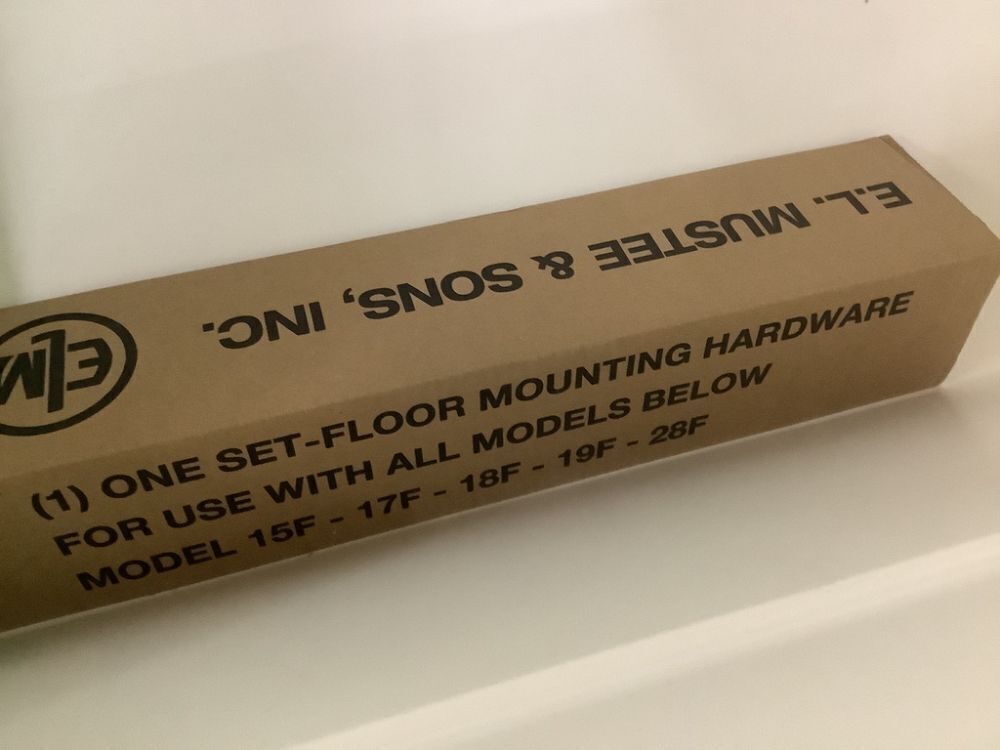 E.L. MUSTEE & SONS, INC.
ELM
(1) ONE SET-FLOOR MOUNTING HARDWARE
FOR USE WITH ALL MODELS BELOW
MODEL 15F - 17F - 18F - 19F - 28F